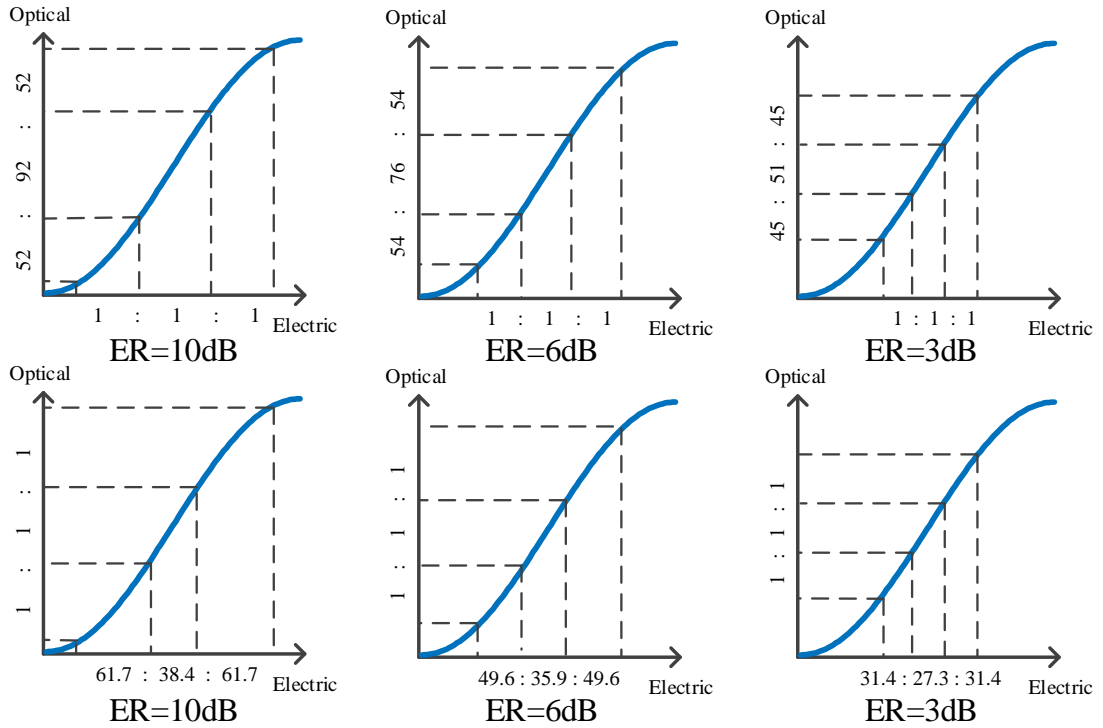 Optical
52 : 92 : 52
1 : 1 : 1
Electric
ER=10dB
Optical
54 : 76 : 54
1 : 1 : 1
Electric
ER=6dB
Optical
45 : 51 : 45
1 : 1 : 1
Electric
ER=3dB
Optical
1 : 1 : 1
61.7 : 38.4 : 61.7
Electric
ER=10dB
Optical
1 : 1 : 1
49.6 : 35.9 : 49.6
Electric
ER=6dB
Optical
1 : 1 : 1
31.4 : 27.3 : 31.4
Electric
ER=3dB